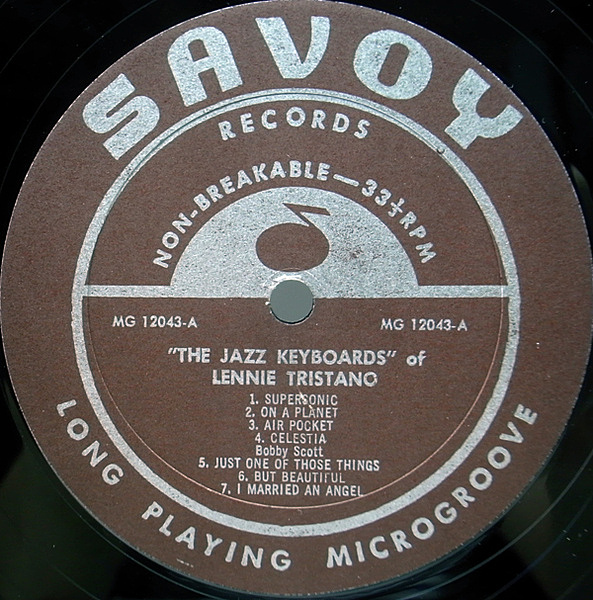 SAVOY
RECORDS
NON-BREAKABLE—33⅓RPM
MG 12043-A
MG 12043-A
"THE JAZZ KEYBOARDS" of
LENNIE TRISTANO
1. SUPERSONIC
2. ON A PLANET
3. AIR POCKET
4. CELESTIA
Bobby Scott
5. JUST ONE OF THOSE THINGS
6. BUT BEAUTIFUL
7. I MARRIED AN ANGEL
LONG PLAYING MICROGROOVE